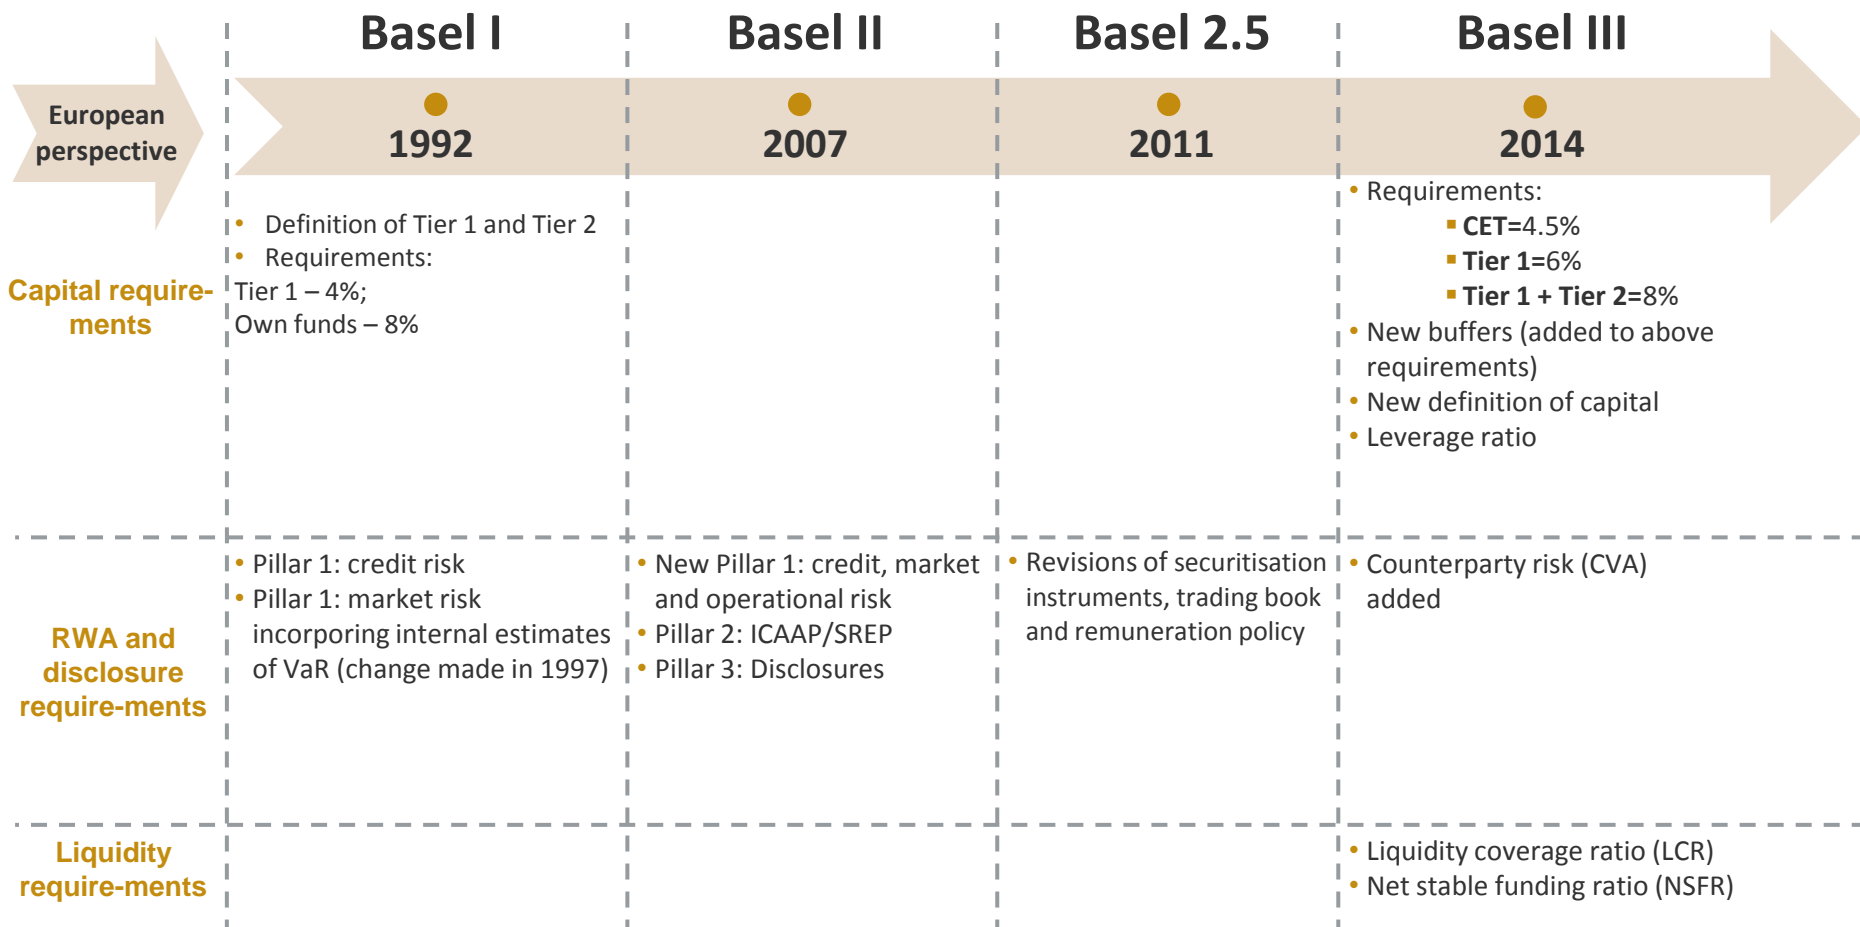 Basel I
Basel II
Basel 2.5
Basel III
European
perspective
1992
2007
2011
2014
Capital require-
ments
• Definition of Tier 1 and Tier 2
• Requirements:
Tier 1 – 4%;
Own funds – 8%
• Requirements:
▪ CET=4.5%
▪ Tier 1=6%
▪ Tier 1 + Tier 2=8%
• New buffers (added to above
requirements)
• New definition of capital
• Leverage ratio
RWA and
disclosure
require-ments
• Pillar 1: credit risk
• Pillar 1: market risk
incorporing internal estimates
of VaR (change made in 1997)
• New Pillar 1: credit, market
and operational risk
• Pillar 2: ICAAP/SREP
• Pillar 3: Disclosures
• Revisions of securitisation
instruments, trading book
and remuneration policy
• Counterparty risk (CVA)
added
Liquidity
require-ments
• Liquidity coverage ratio (LCR)
• Net stable funding ratio (NSFR)